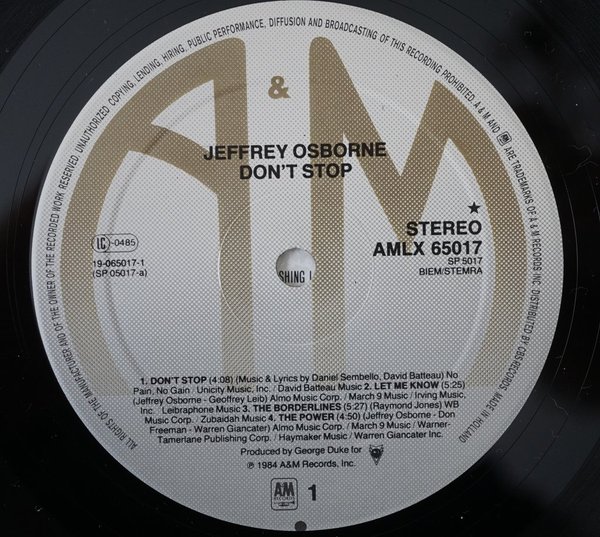 ALL RIGHTS OF THE MANUFACTURER AND OF THE OWNER OF THE RECORDED WORK RESERVED. UNAUTHORIZED COPYING, LENDING, HIRING, PUBLIC PERFORMANCE, DIFFUSION AND BROADCASTING OF THIS RECORDING PROHIBITED. A & M AND A&M ARE TRADEMARKS OF A & M RECORDS INC. DISTRIBUTED BY CBS RECORDS. MADE IN HOLLAND
A & M
JEFFREY OSBORNE
DON'T STOP
LC -0485
19-065017-1
(SP 05017-a)
STEREO
AMLX 65017
SP 5017
BIEM/STEMRA
SHING
1. DON'T STOP (4:08) (Music & Lyrics by Daniel Sembello, David Batteau) No
Pain, No Gain / Unicity Music, Inc. / David Batteau Music 2. LET ME KNOW (5:25)
(Jeffrey Osborne - Geoffrey Leib) Almo Music Corp. / March 9 Music / Irving Music,
Inc. / Leibraphone Music 3. THE BORDERLINES (5:27) (Raymond Jones) WB
Music Corp. / Zubaidah Music 4. THE POWER (4:50) (Jeffrey Osborne - Don
Freeman - Warren Giancater) Almo Music Corp. / March 9 Music / Warner-
Tamerlane Publishing Corp. / Haymaker Music / Warren Giancater Inc.
Produced by George Duke for
℗ 1984 A&M Records, Inc.
A&M
RECORDS
1